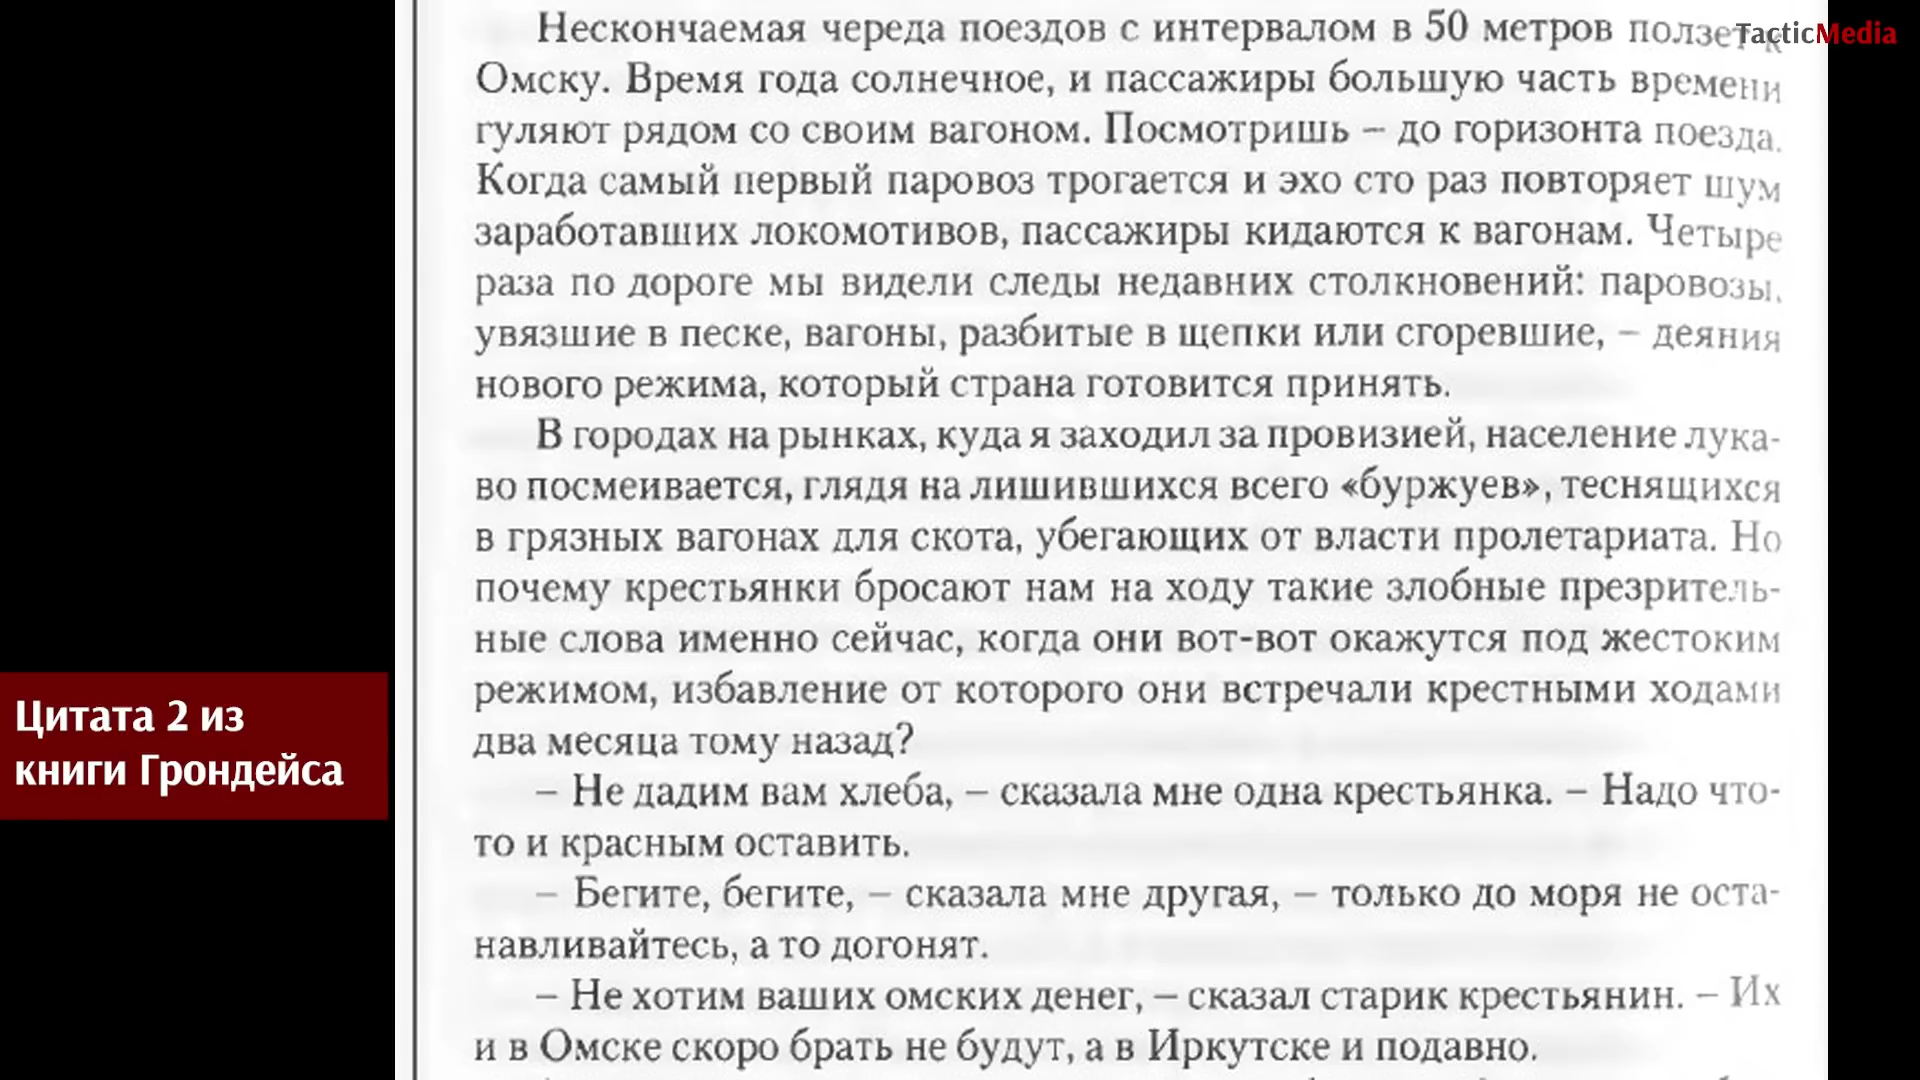 TacticMedia
Нескончаемая череда поездов с интервалом в 50 метров ползет к
Омску. Время года солнечное, и пассажиры большую часть времени
гуляют рядом со своим вагоном. Посмотришь – до горизонта поезда.
Когда самый первый паровоз трогается и эхо сто раз повторяет шум
заработавших локомотивов, пассажиры кидаются к вагонам. Четыре
раза по дороге мы видели следы недавних столкновений: паровозы,
увязшие в песке, вагоны, разбитые в щепки или сгоревшие, – деяния
нового режима, который страна готовится принять.
В городах на рынках, куда я заходил за провизией, население лука-
во посмеивается, глядя на лишившихся всего «буржуев», теснящихся
в грязных вагонах для скота, убегающих от власти пролетариата. Но
почему крестьянки бросают нам на ходу такие злобные презритель-
ные слова именно сейчас, когда они вот-вот окажутся под жестоким
режимом, избавление от которого они встречали крестными ходами
два месяца тому назад?
– Не дадим вам хлеба, – сказала мне одна крестьянка. – Надо что-
то и красным оставить.
– Бегите, бегите, – сказала мне другая, – только до моря не оста-
навливайтесь, а то догонят.
– Не хотим ваших омских денег, – сказал старик крестьянин. – Их
и в Омске скоро брать не будут, а в Иркутске и подавно.
Цитата 2 из
книги Грондейса